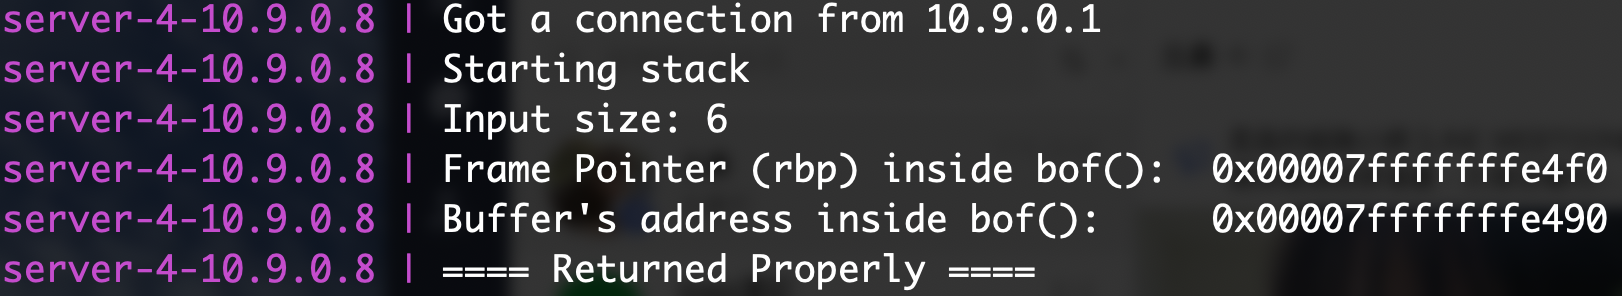 server-4-10.9.0.8 | Got a connection from 10.9.0.1
server-4-10.9.0.8 | Starting stack
server-4-10.9.0.8 | Input size: 6
server-4-10.9.0.8 | Frame Pointer (rbp) inside bof():  0x00007fffffffe4f0
server-4-10.9.0.8 | Buffer's address inside bof():     0x00007fffffffe490
server-4-10.9.0.8 | ==== Returned Properly ====